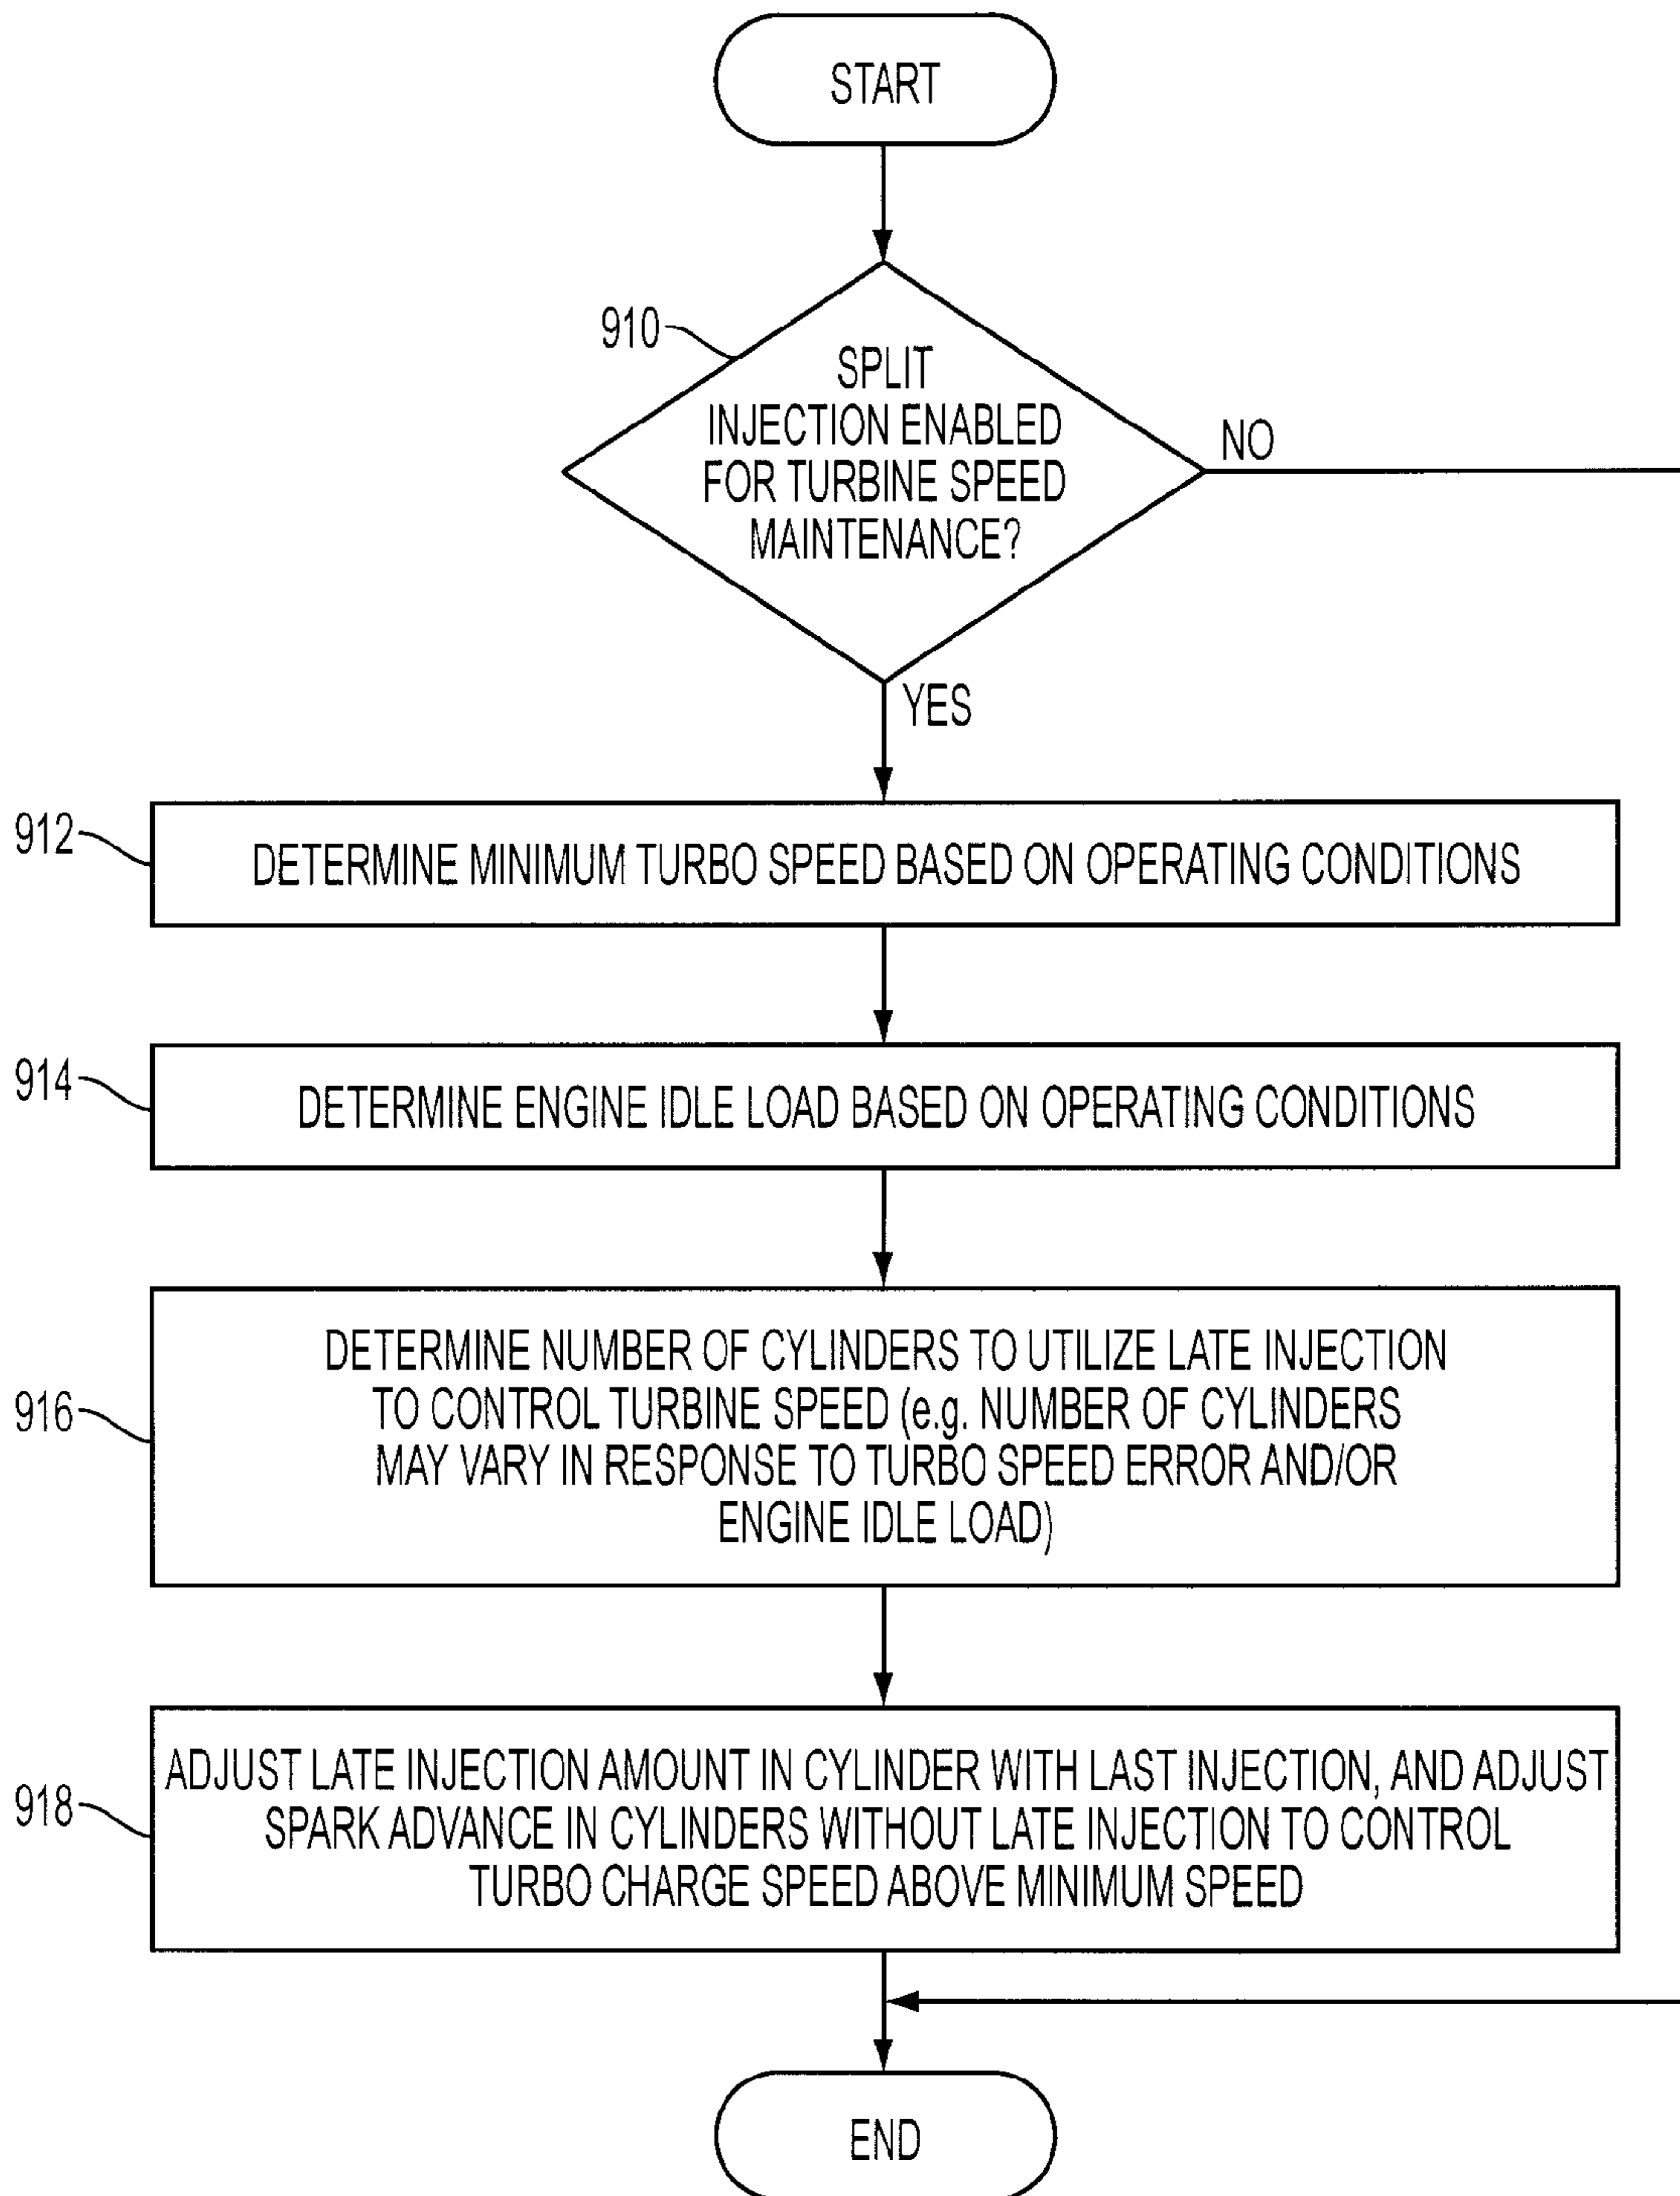 START
910
SPLIT
INJECTION ENABLED
FOR TURBINE SPEED
MAINTENANCE?
NO
YES
912
DETERMINE MINIMUM TURBO SPEED BASED ON OPERATING CONDITIONS
914
DETERMINE ENGINE IDLE LOAD BASED ON OPERATING CONDITIONS
916
DETERMINE NUMBER OF CYLINDERS TO UTILIZE LATE INJECTION
TO CONTROL TURBINE SPEED (e.g. NUMBER OF CYLINDERS
MAY VARY IN RESPONSE TO TURBO SPEED ERROR AND/OR
ENGINE IDLE LOAD)
918
ADJUST LATE INJECTION AMOUNT IN CYLINDER WITH LAST INJECTION, AND ADJUST
SPARK ADVANCE IN CYLINDERS WITHOUT LATE INJECTION TO CONTROL
TURBO CHARGE SPEED ABOVE MINIMUM SPEED
END